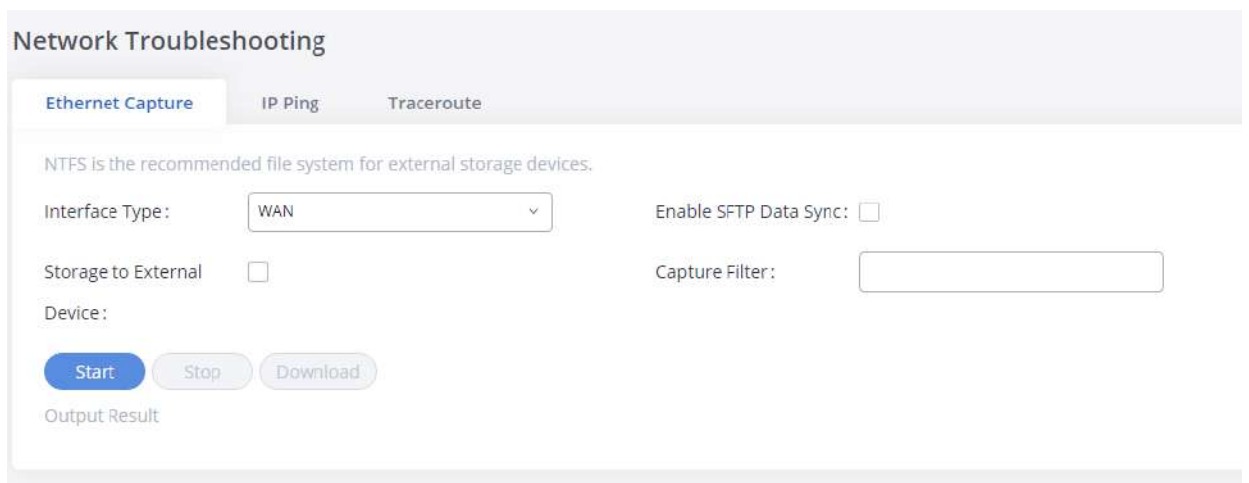 Network Troubleshooting
Ethernet Capture IP Ping Traceroute
NTFS is the recommended file system for external storage devices.
Interface Type: WAN Enable SFTP Data Sync:
Storage to External Capture Filter:
Device:
Start Stop Download
Output Result